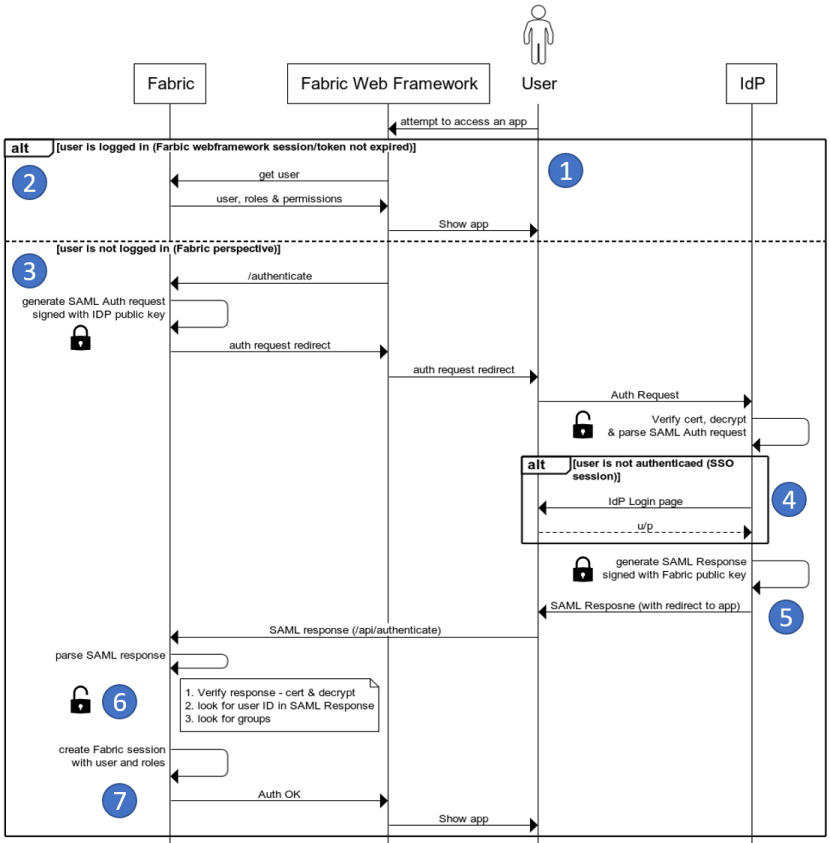 Fabric
Fabric Web Framework
User
IdP
attempt to access an app
alt
[user is logged in (Farbic webframework session/token not expired)]
1
2
get user
user, roles & permissions
Show app
[user is not logged in (Fabric perspective)]
3
/authenticate
generate SAML Auth request
signed with IDP public key
auth request redirect
auth request redirect
Auth Request
Verify cert, decrypt
& parse SAML Auth request
alt
[user is not authenticaed (SSO
session)]
4
IdP Login page
u/p
generate SAML Response
signed with Fabric public key
SAML Resposne (with redirect to app)
5
SAML response (/api/authenticate)
parse SAML response
6
1. Verify response - cert & decrypt
2. look for user ID in SAML Response
3. look for groups
create Fabric session
with user and roles
7
Auth OK
Show app